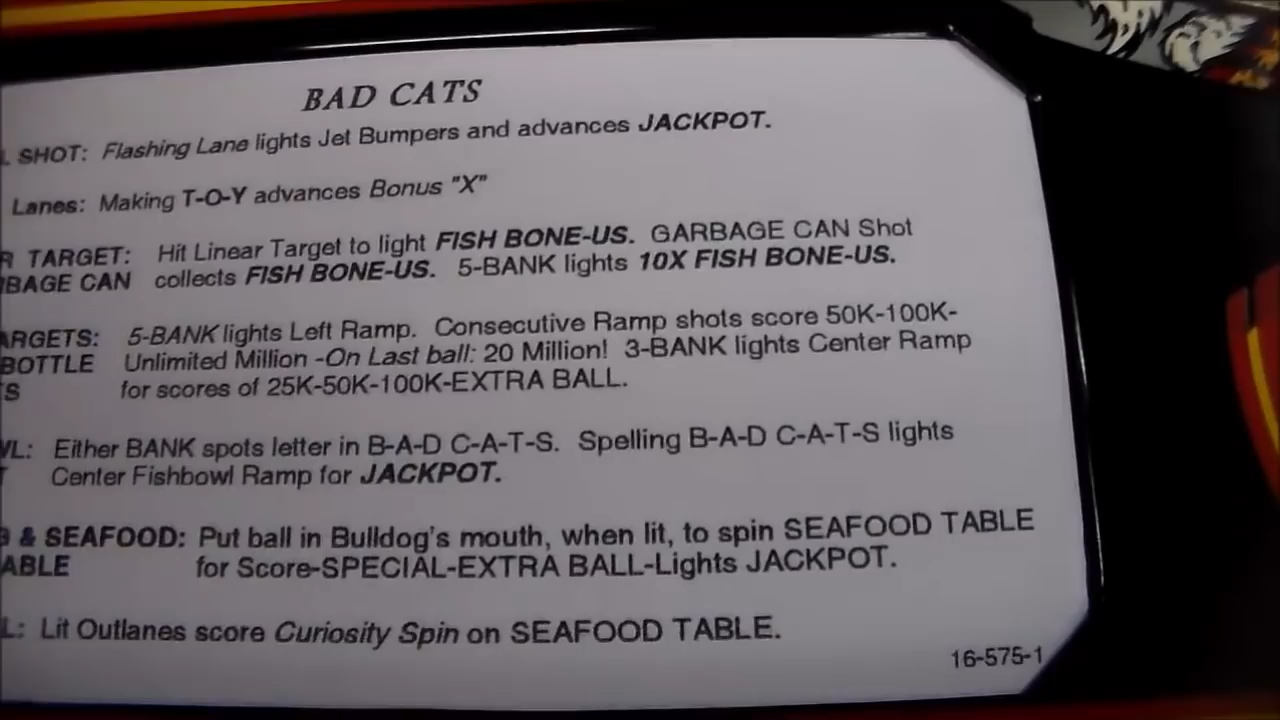 BAD CATS
SHOT: Flashing Lane lights Jet Bumpers and advances JACKPOT.
Lanes: Making T-O-Y advances Bonus "X"
TARGET: Hit Linear Target to light FISH BONE-US. GARBAGE CAN Shot
BAGE CAN collects FISH BONE-US. 5-BANK lights 10X FISH BONE-US.
ARGETS: 5-BANK lights Left Ramp. Consecutive Ramp shots score 50K-100K-
BOTTLE Unlimited Million -On Last ball: 20 Million! 3-BANK lights Center Ramp
S for scores of 25K-50K-100K-EXTRA BALL.
WL: Either BANK spots letter in B-A-D C-A-T-S. Spelling B-A-D C-A-T-S lights
Center Fishbowl Ramp for JACKPOT.
& SEAFOOD: Put ball in Bulldog's mouth, when lit, to spin SEAFOOD TABLE
ABLE for Score-SPECIAL-EXTRA BALL-Lights JACKPOT.
L: Lit Outlanes score Curiosity Spin on SEAFOOD TABLE.
16-575-1